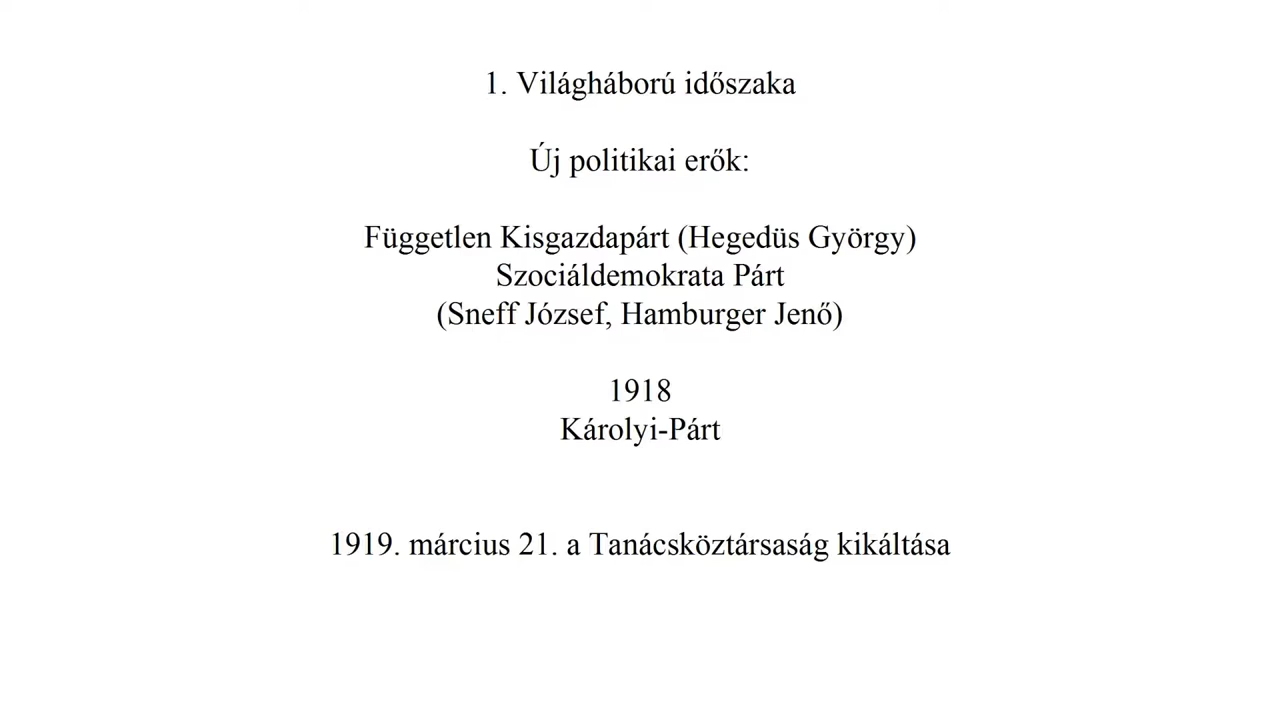 1. Világháború időszaka
Új politikai erők:
Független Kisgazdapárt (Hegedüs György)
Szociáldemokrata Párt
(Sneff József, Hamburger Jenő)
1918
Károlyi-Párt
1919. március 21. a Tanácsköztársaság kikáltása